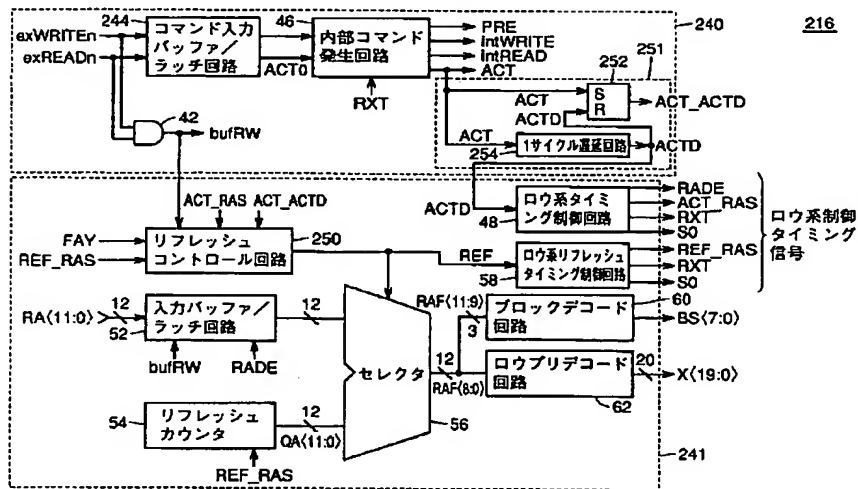 216
244
exWRITEn
exREADn
コマンド入力
バッファ/
ラッチ回路
ACT0
46
内部コマンド
発生回路
RXT
PRE
intWRITE
intREAD
ACT
240
42
bufRW
251
252
S
R
ACT
ACTD
ACT_ACTD
ACT
1サイクル遅延回路
254
ACTD
ACT_RAS
ACT_ACTD
FAY
REF_RAS
リフレッシュ
コントロール回路
250
ACTD
ロウ系タイミ
ング制御回路
48
RADE
ACT_RAS
RXT
S0
REF
ロウ系リフレッシュ
タイミング制御回路
58
REF_RAS
RXT
S0
ロウ系制御
タイミング
信号
RA<11:0>
12
52
入力バッファ/
ラッチ回路
12
bufRW
RADE
セレクタ
56
54
リフレッシュ
カウンタ
12
QA<11:0>
REF_RAS
12
RAF<11:9>
3
RAF<8:0>
ブロックデコード
回路
60
BS<7:0>
ロウプリデコード
回路
62
20
X<19:0>
241